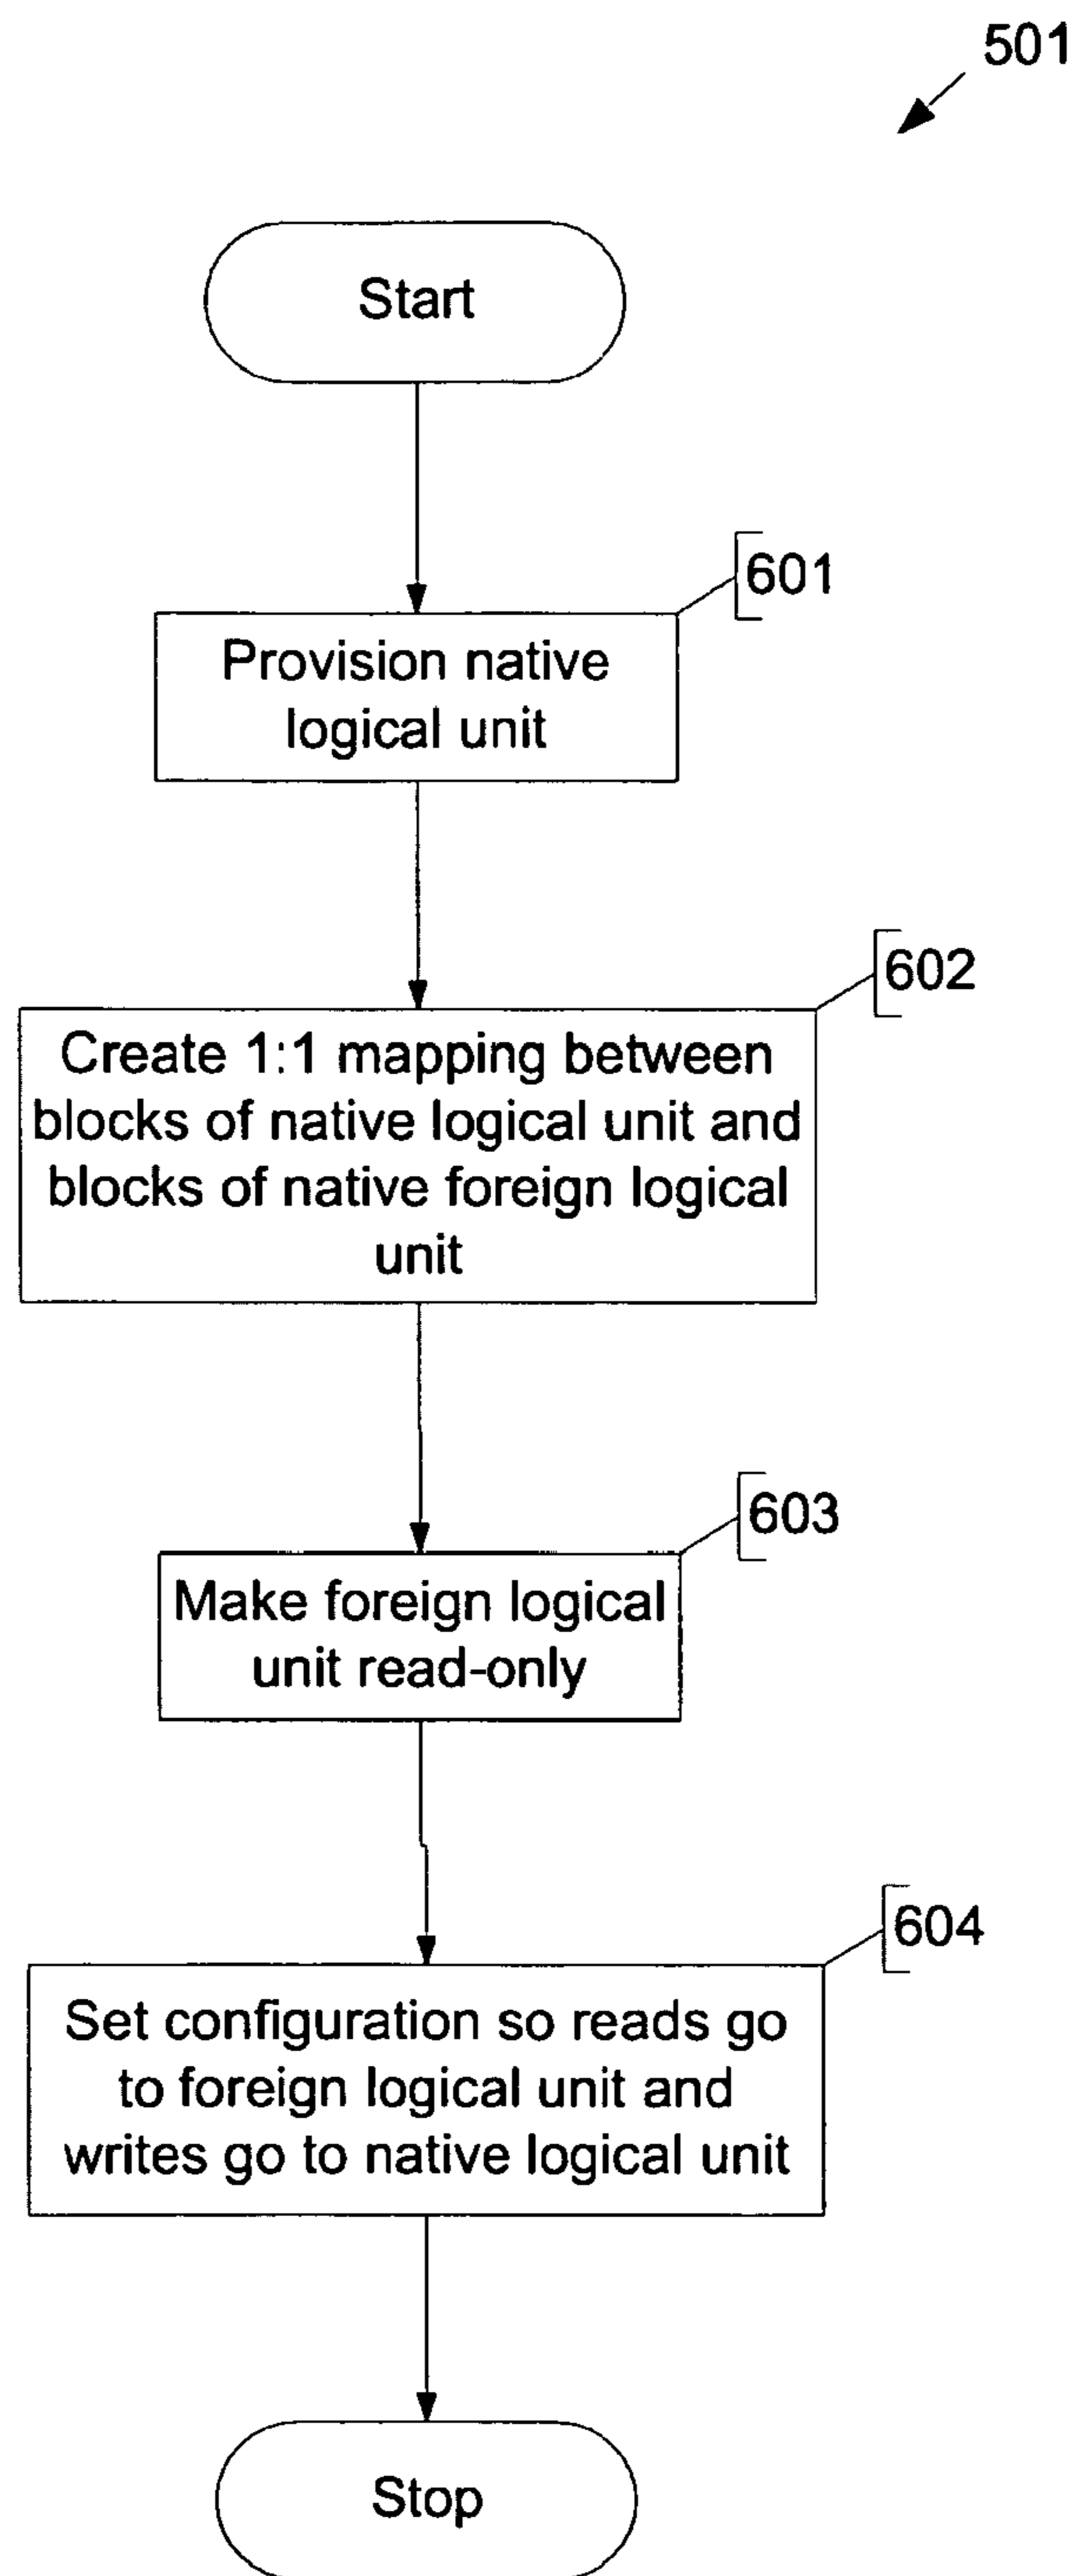 501
Start
601
Provision native
logical unit
602
Create 1:1 mapping between
blocks of native logical unit and
blocks of native foreign logical
unit
603
Make foreign logical
unit read-only
604
Set configuration so reads go
to foreign logical unit and
writes go to native logical unit
Stop